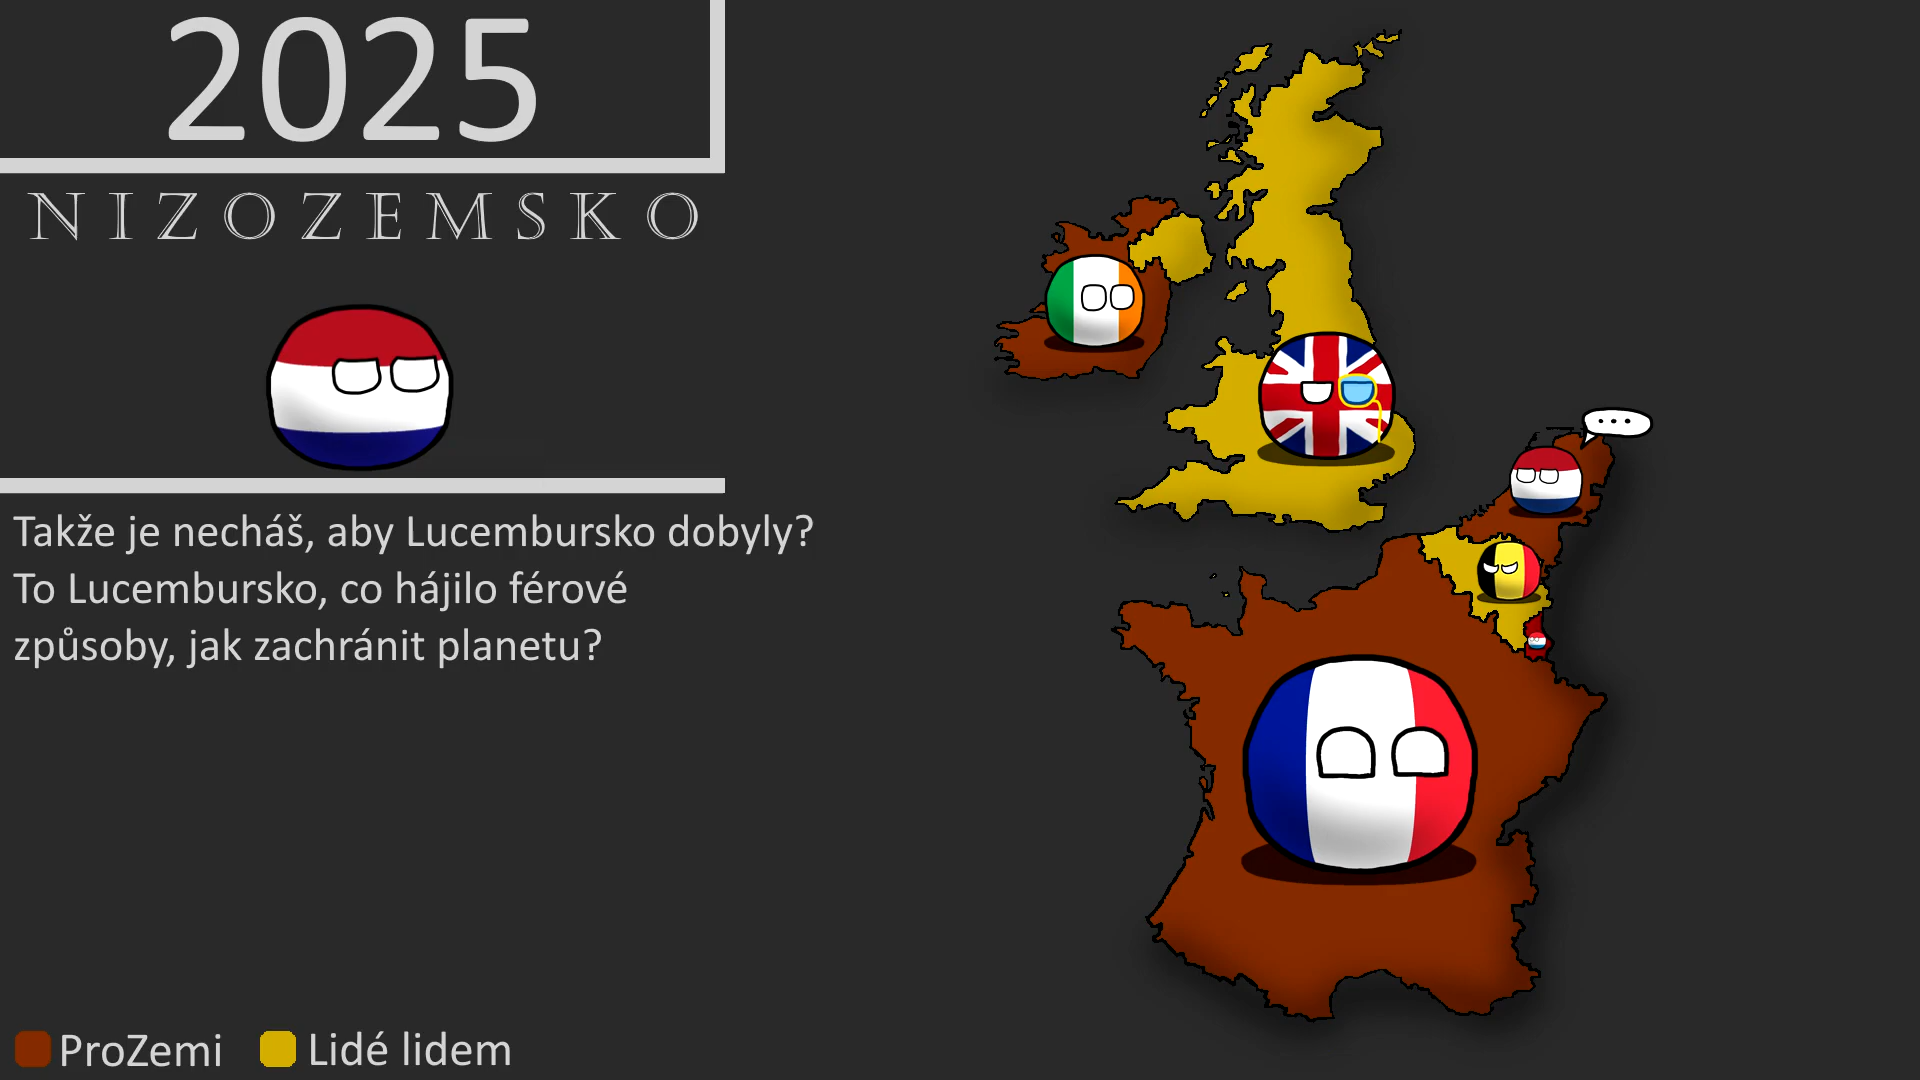 2025
NIZOZEMSKO
...
Takže je necháš, aby Lucembursko dobyly?
To Lucembursko, co hájilo férové
způsoby, jak zachránit planetu?
ProZemi
Lidé lidem